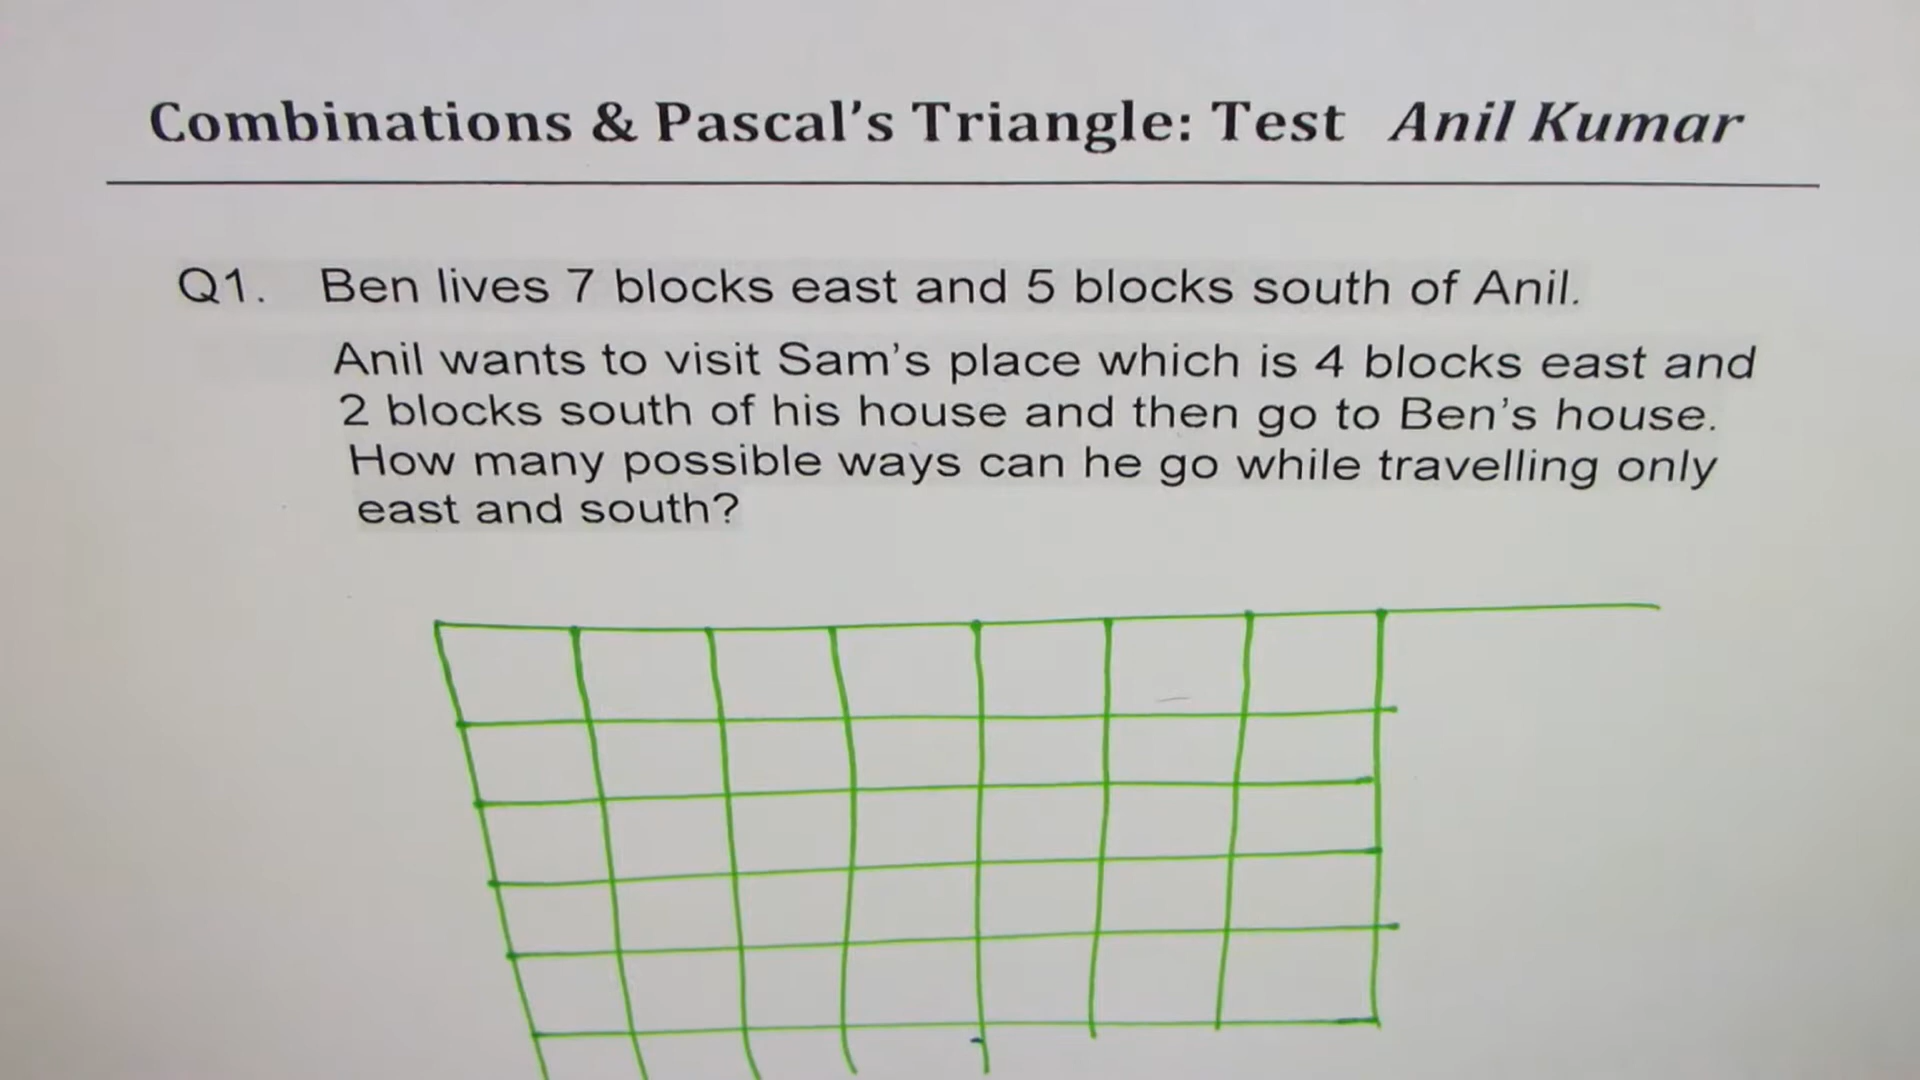 Combinations & Pascal's Triangle: Test Anil Kumar
Q1. Ben lives 7 blocks east and 5 blocks south of Anil.
Anil wants to visit Sam's place which is 4 blocks east and
2 blocks south of his house and then go to Ben's house.
How many possible ways can he go while travelling only
east and south?